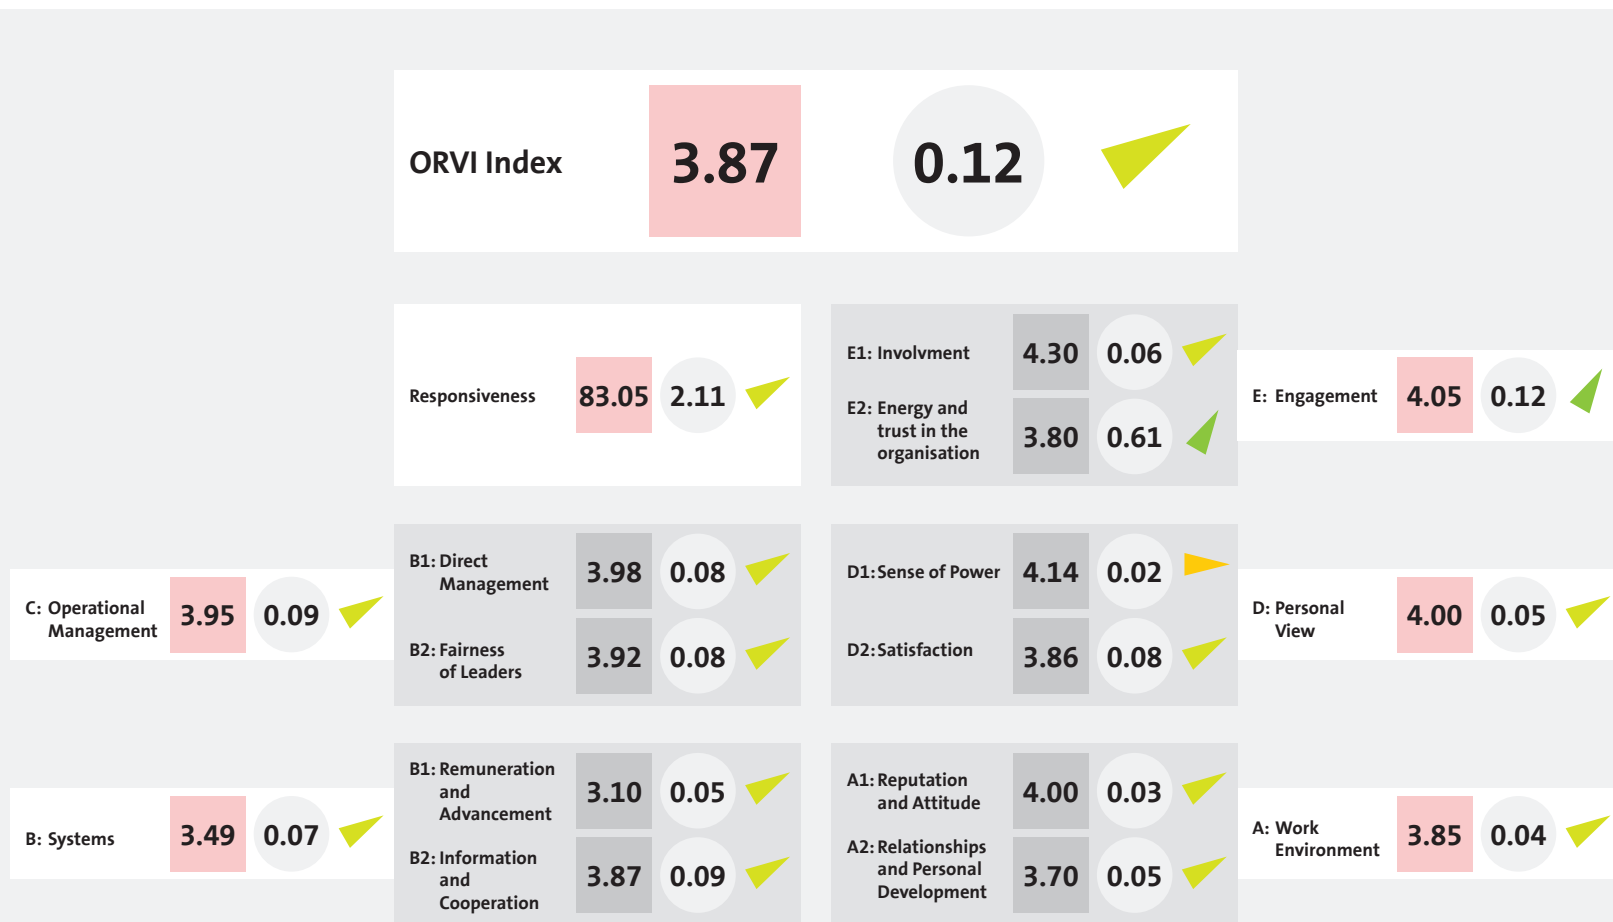 ORVI Index
3.87
0.12
Responsiveness
83.05
2.11
E1: Involvment
4.30
0.06
E2: Energy and
trust in the
organisation
3.80
0.61
E: Engagement
4.05
0.12
C: Operational
Management
3.95
0.09
B1: Direct
Management
3.98
0.08
B2: Fairness
of Leaders
3.92
0.08
D1: Sense of Power
4.14
0.02
D2: Satisfaction
3.86
0.08
D: Personal
View
4.00
0.05
B: Systems
3.49
0.07
B1: Remuneration
and
Advancement
3.10
0.05
B2: Information
and
Cooperation
3.87
0.09
A1: Reputation
and Attitude
4.00
0.03
A2: Relationships
and Personal
Development
3.70
0.05
A: Work
Environment
3.85
0.04